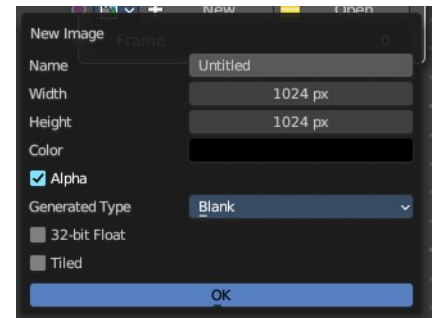 New
Open
New Image
Frame
0
Name
Untitled
Width
1024 px
Height
1024 px
Color
Alpha
Generated Type
Blank
32-bit Float
Tiled
OK